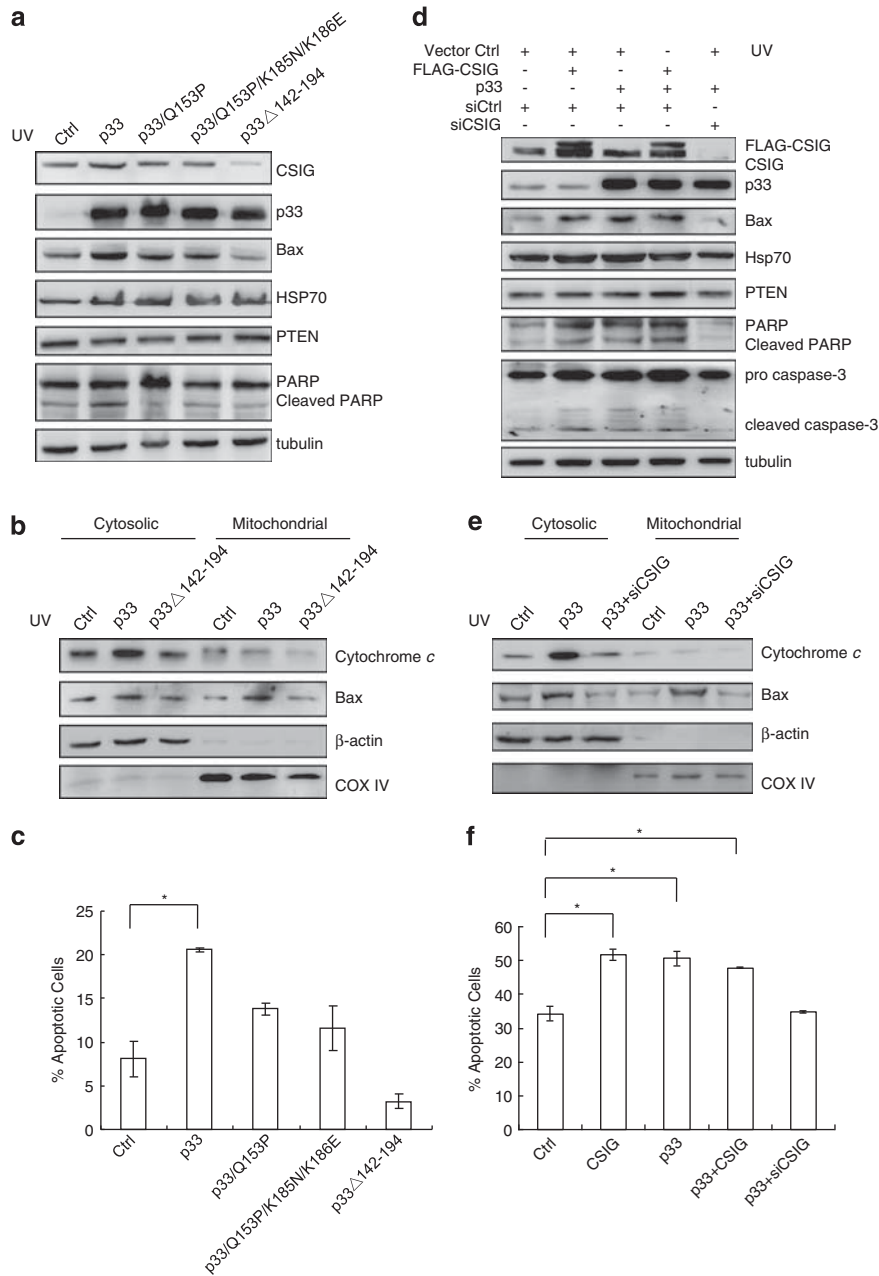 a
UV
Ctrl
p33
p33/Q153P
p33/Q153P/K185N/K186E
p33△142-194
CSIG
p33
Bax
HSP70
PTEN
PARP
Cleaved PARP
tubulin
b
Cytosolic Mitochondrial
UV
Ctrl
p33
p33△142-194
Ctrl
p33
p33△142-194
Cytochrome c
Bax
β-actin
COX IV
c
% Apoptotic Cells
25
20
15
10
5
0
*
Ctrl
p33
p33/Q153P
p33/Q153P/K185N/K186E
p33△142-194
d
Vector Ctrl + + + - + UV
FLAG-CSIG - + - + -
p33 - - + + +
siCtrl + + + + -
siCSIG - - - - +
FLAG-CSIG
CSIG
p33
Bax
Hsp70
PTEN
PARP
Cleaved PARP
pro caspase-3
cleaved caspase-3
tubulin
e
Cytosolic Mitochondrial
UV
Ctrl
p33
p33+siCSIG
Ctrl
p33
p33+siCSIG
Cytochrome c
Bax
β-actin
COX IV
f
% Apoptotic Cells
60
50
40
30
20
10
0
*
*
*
Ctrl
CSIG
p33
p33+CSIG
p33+siCSIG